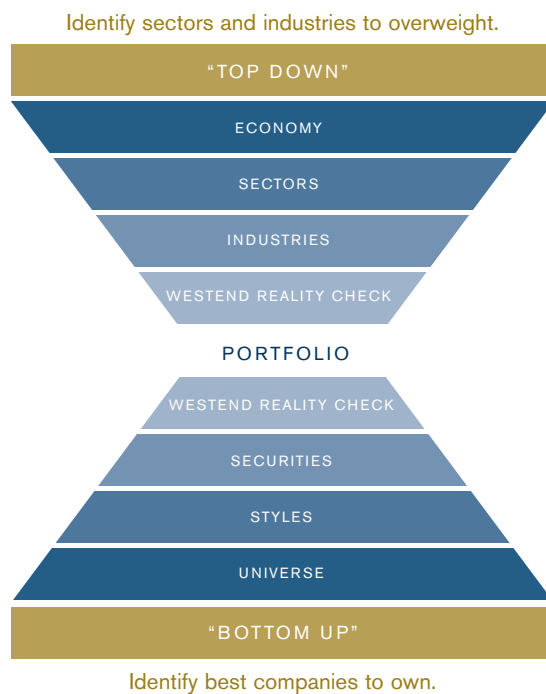 Identify sectors and industries to overweight.
“TOP DOWN”
ECONOMY
SECTORS
INDUSTRIES
WESTEND REALITY CHECK
PORTFOLIO
WESTEND REALITY CHECK
SECURITIES
STYLES
UNIVERSE
“BOTTOM UP”
Identify best companies to own.